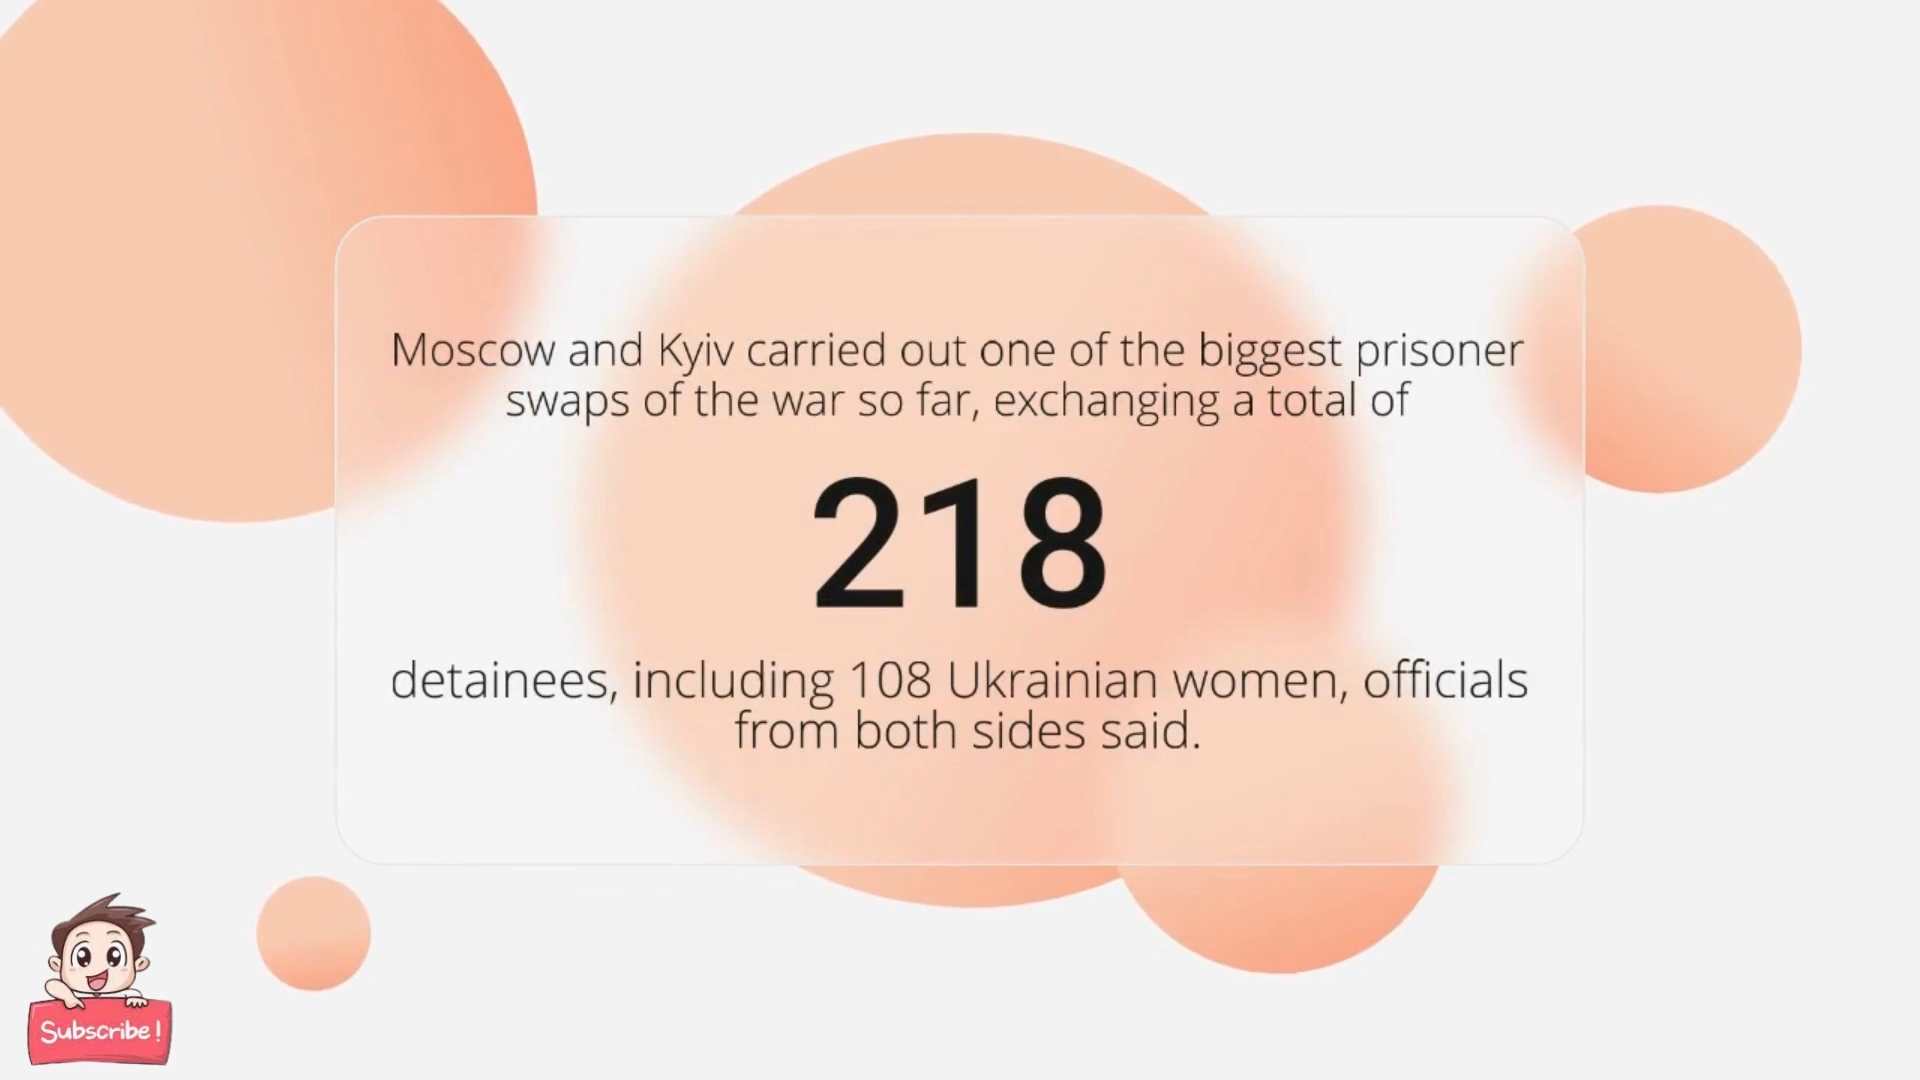 Moscow and Kyiv carried out one of the biggest prisoner
swaps of the war so far, exchanging a total of
218
detainees, including 108 Ukrainian women, officials
from both sides said.
Subscribe!